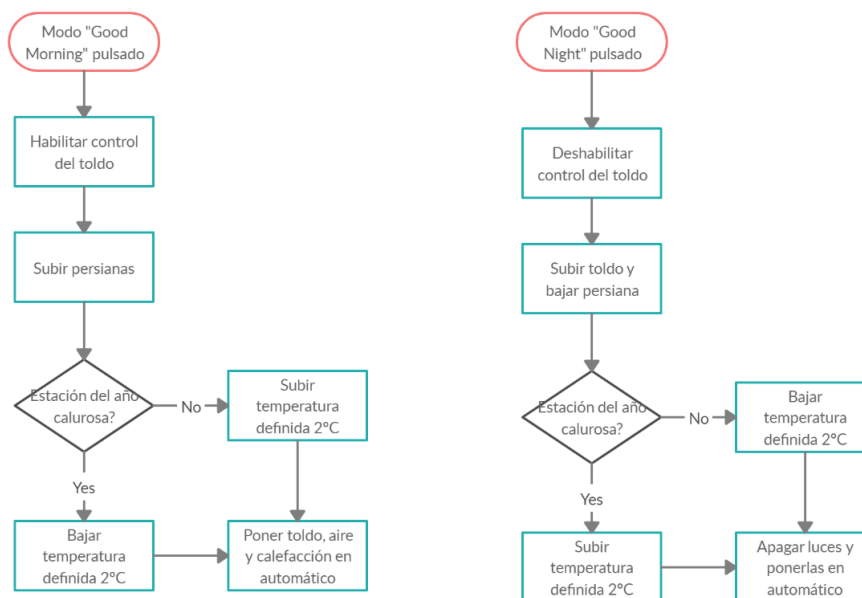 Modo "Good
Morning" pulsado
Habilitar control
del toldo
Subir persianas
Estación del año
calurosa?
No
Subir
temperatura
definida 2ºC
Yes
Bajar
temperatura
definida 2ºC
Poner toldo, aire
y calefacción en
automático
Modo "Good
Night" pulsado
Deshabilitar
control del toldo
Subir toldo y
bajar persiana
Estación del año
calurosa?
No
Bajar
temperatura
definida 2ºC
Yes
Subir
temperatura
definida 2ºC
Apagar luces y
ponerlas en
automático